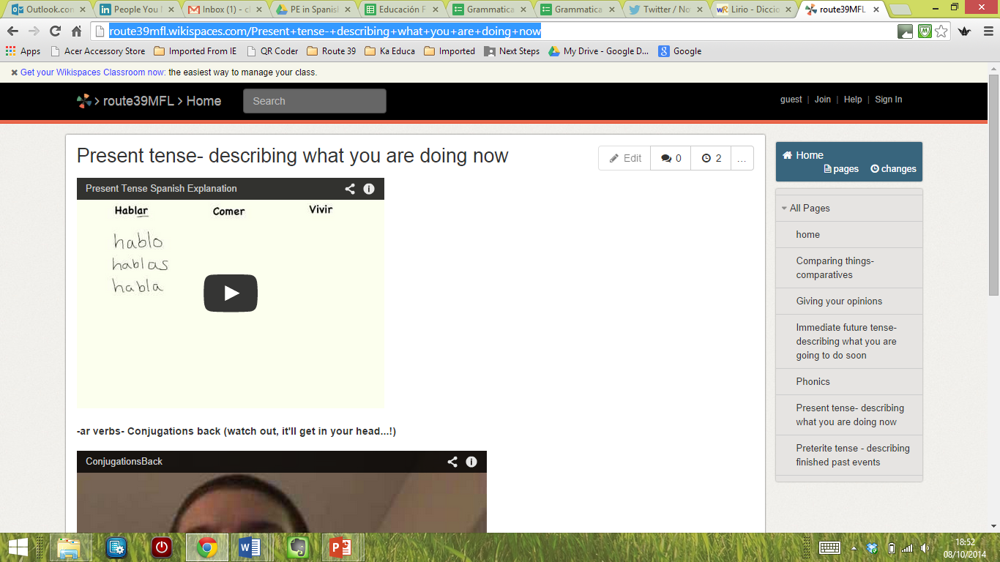 Outlook.con
People You M
Inbox (1) - cl
PE in Spanish
Educación F
Grammatica
Grammatica
Twitter / No
Lirio - Diccio
route39MFL
route39mfl.wikispaces.com/Present+tense-+describing+what+you+are+doing+now
Apps
Acer Accessory Store
Imported From IE
QR Coder
Route 39
Ka Educa
Imported
Next Steps
My Drive - Google D...
Google
Get your Wikispaces Classroom now: the easiest way to manage your class.
> route39MFL > Home
Search
guest | Join | Help | Sign In
Present tense- describing what you are doing now
Edit
0
2
...
Home
pages
changes
Present Tense Spanish Explanation
Hablar
Comer
Vivir
hablo
hablas
habla
All Pages
home
Comparing things-
comparatives
Giving your opinions
Immediate future tense-
describing what you are
going to do soon
Phonics
Present tense- describing
what you are doing now
Preterite tense - describing
finished past events
-ar verbs- Conjugations back (watch out, it'll get in your head...!)
ConjugationsBack
18:52
08/10/2014